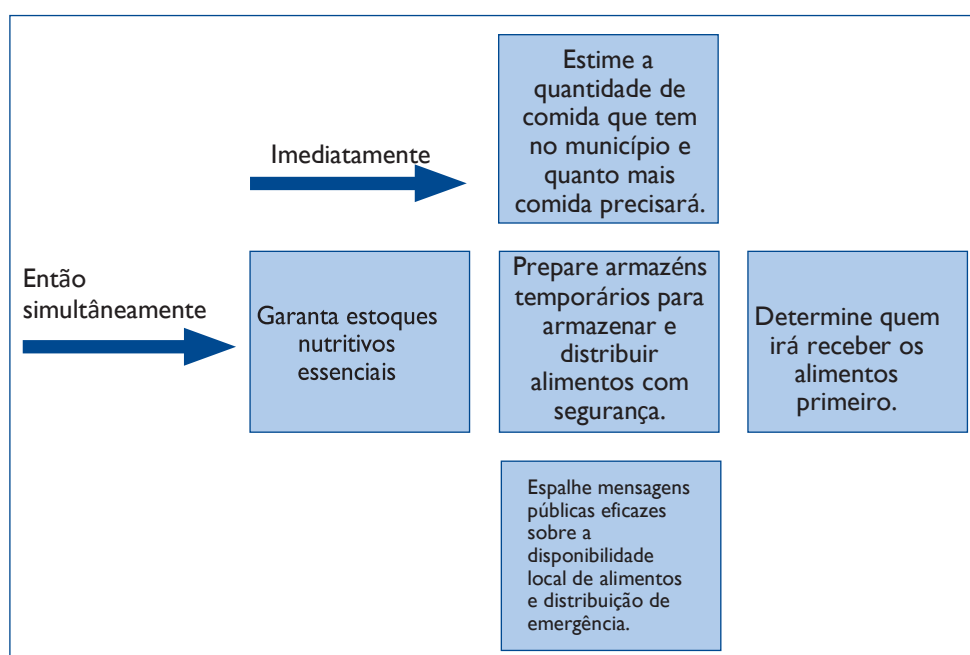 Imediatamente
Estime a
quantidade de
comida que tem
no município e
quanto mais
comida precisará.
Então
simultâneamente
Garanta estoques
nutritivos
essenciais
Prepare armazéns
temporários para
armazenar e
distribuir
alimentos com
segurança.
Determine quem
irá receber os
alimentos
primeiro.
Espalhe mensagens
públicas eficazes
sobre a
disponibilidade
local de alimentos
e distribuição de
emergência.